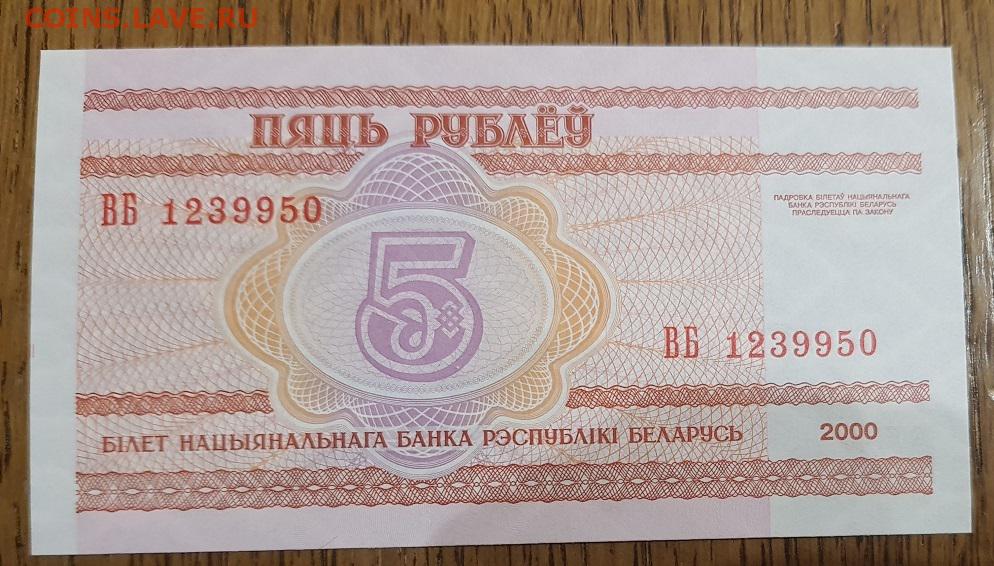 COINS.LAVE.RU
ПЯЦЬ РУБЛЁЎ
ВБ 1239950
ПАДРОБКА БІЛЕТАЎ НАЦЫЯНАЛЬНАГА
БАНКА РЭСПУБЛІКІ БЕЛАРУСЬ
ПРАСЛЕДУЕЦЦА ПА ЗАКОНУ
5
ВБ 1239950
БІЛЕТ НАЦЫЯНАЛЬНАГА БАНКА РЭСПУБЛІКІ БЕЛАРУСЬ
2000